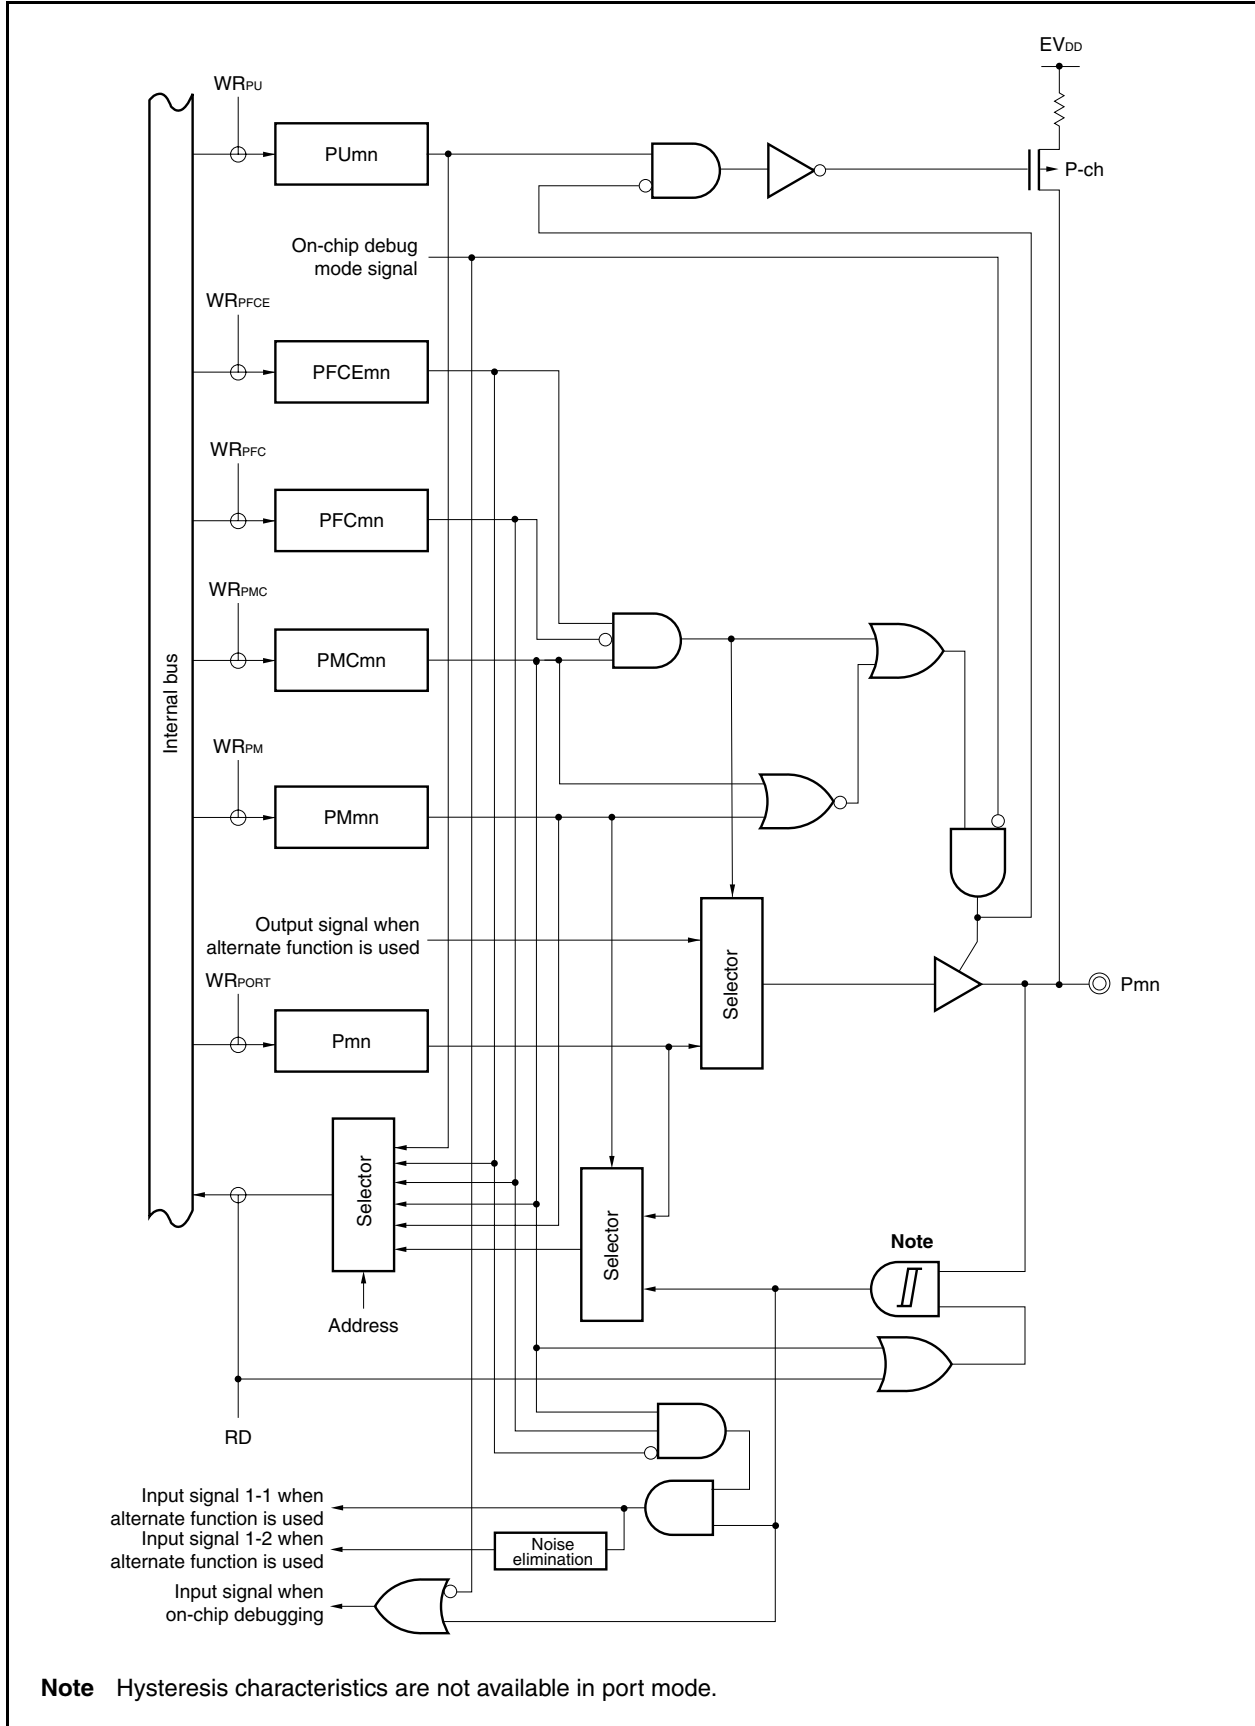 EVDD
WRPU
PUmn
P-ch
On-chip debug
mode signal
WRPFCE
PFCEmn
WRPFC
PFCmn
WRPMC
PMCmn
Internal bus
WRPM
PMmn
Output signal when
alternate function is used
Selector
WRPORT
Pmn
Pmn
Selector
Selector
Note
Address
RD
Input signal 1-1 when
alternate function is used
Input signal 1-2 when
alternate function is used
Noise
elimination
Input signal when
on-chip debugging
Note Hysteresis characteristics are not available in port mode.